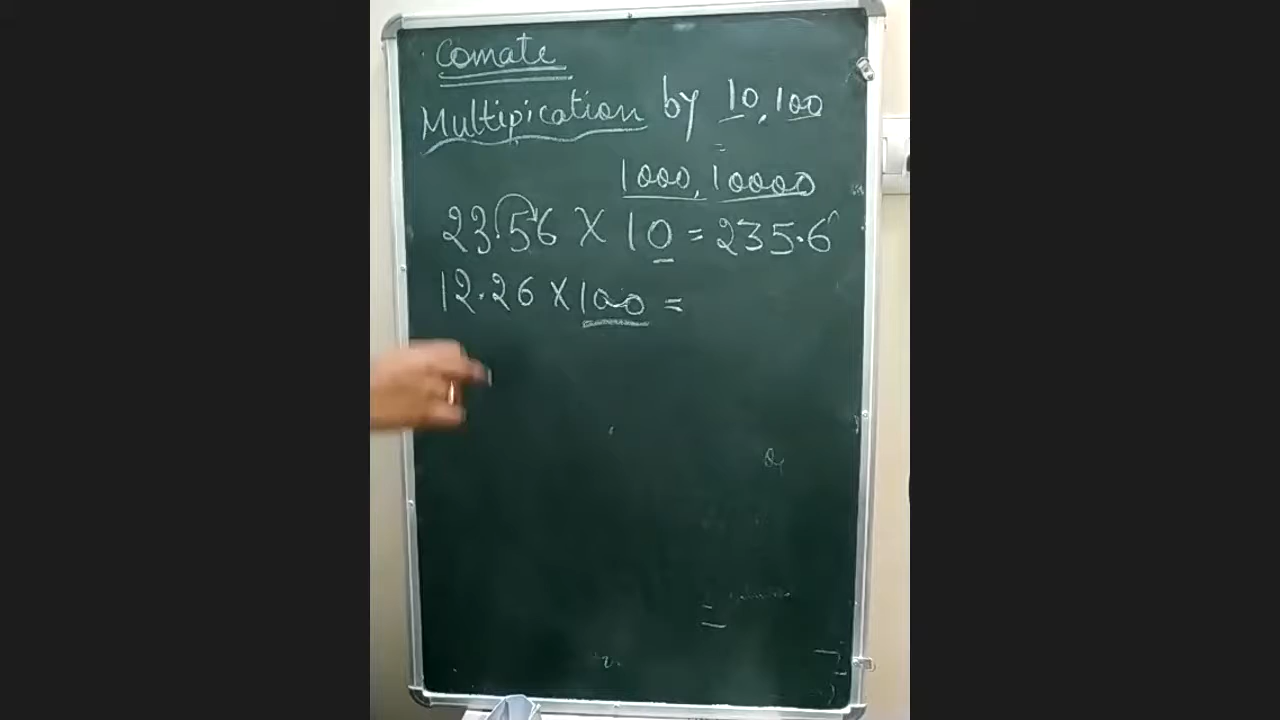 Comate
Multipication by 10, 100
1000, 10000
23.56 X 10 = 235.6
12.26 X 100 =